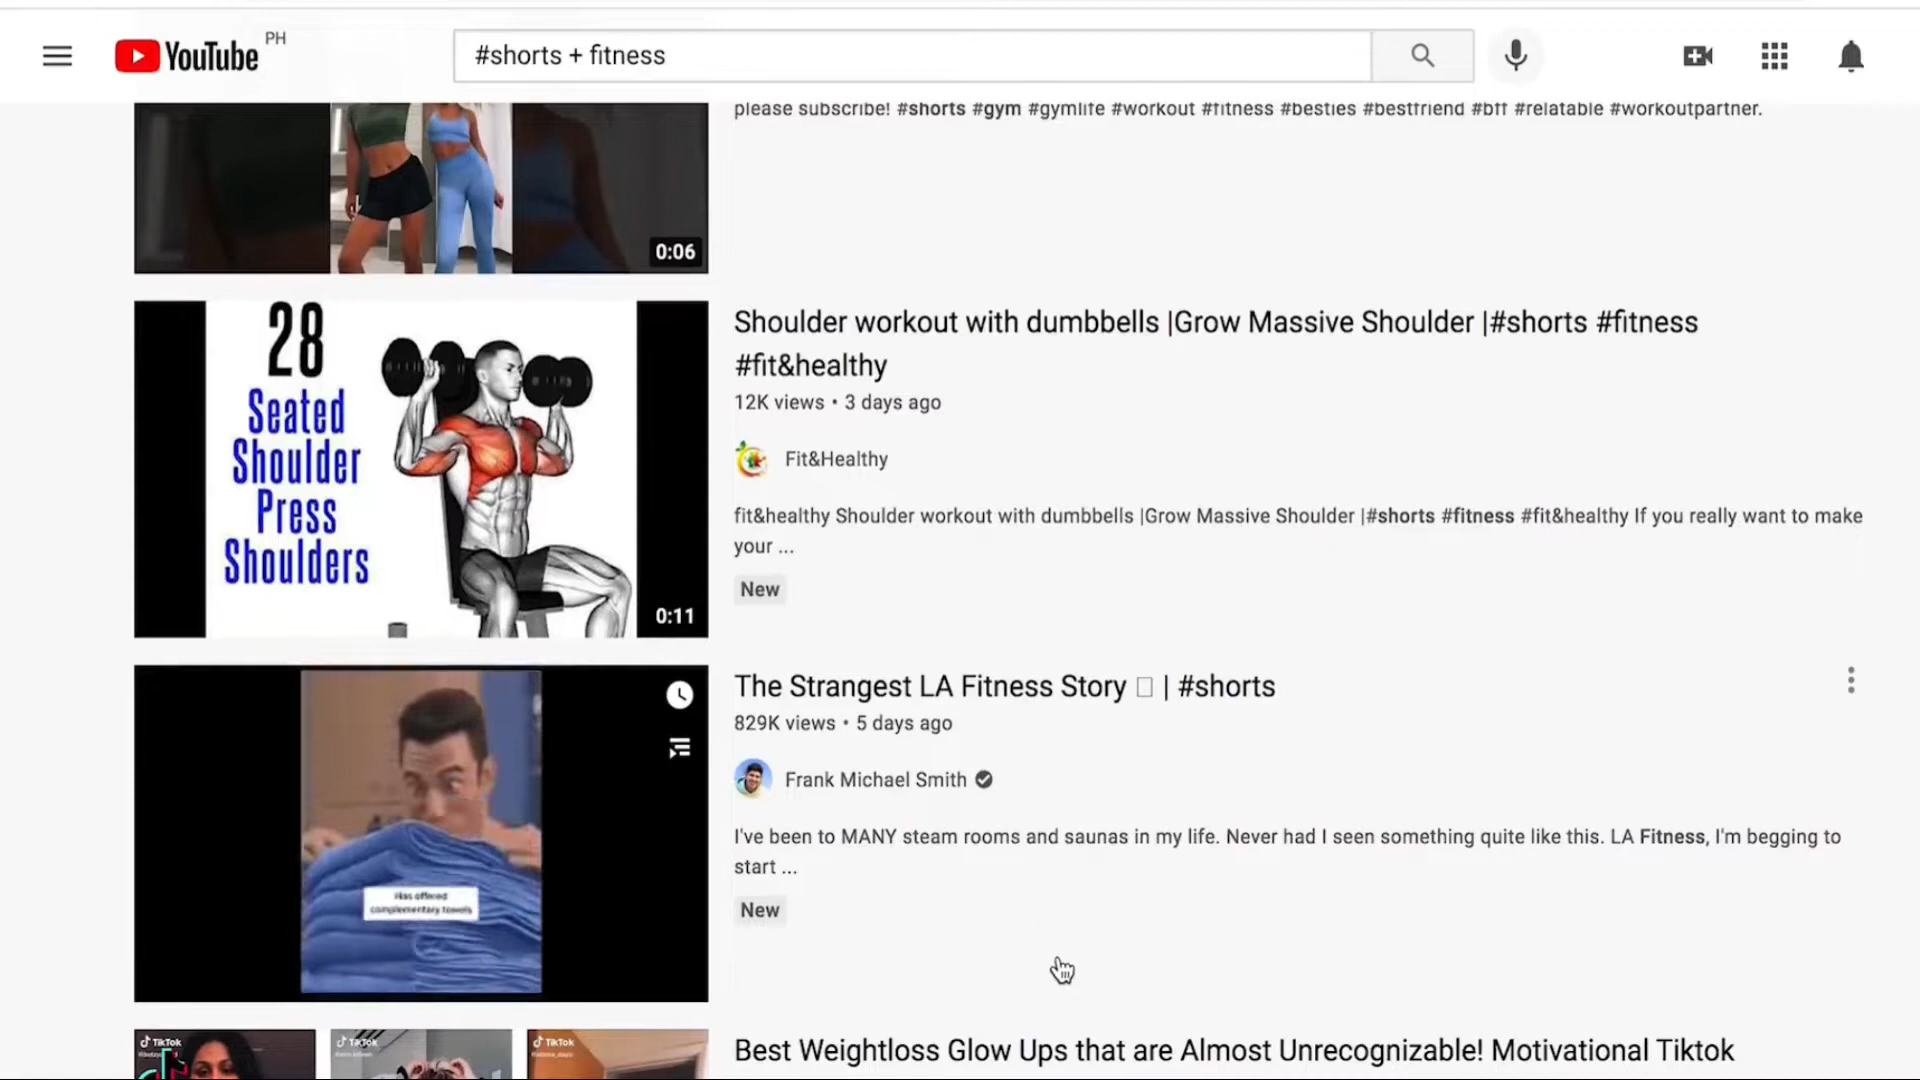 YouTube PH
#shorts + fitness
please subscribe! #shorts #gym #gymlife #workout #fitness #besties #bestfriend #bff #relatable #workoutpartner.
0:06
28
Seated
Shoulder
Press
Shoulders
0:11
Shoulder workout with dumbbells |Grow Massive Shoulder |#shorts #fitness
#fit&healthy
12K views • 3 days ago
Fit&Healthy
fit&healthy Shoulder workout with dumbbells |Grow Massive Shoulder |#shorts #fitness #fit&healthy If you really want to make
your ...
New
Has offered
complementary towels
The Strangest LA Fitness Story | #shorts
829K views • 5 days ago
Frank Michael Smith
I've been to MANY steam rooms and saunas in my life. Never had I seen something quite like this. LA Fitness, I'm begging to
start ...
New
TikTok
TikTok
TikTok
Best Weightloss Glow Ups that are Almost Unrecognizable! Motivational Tiktok